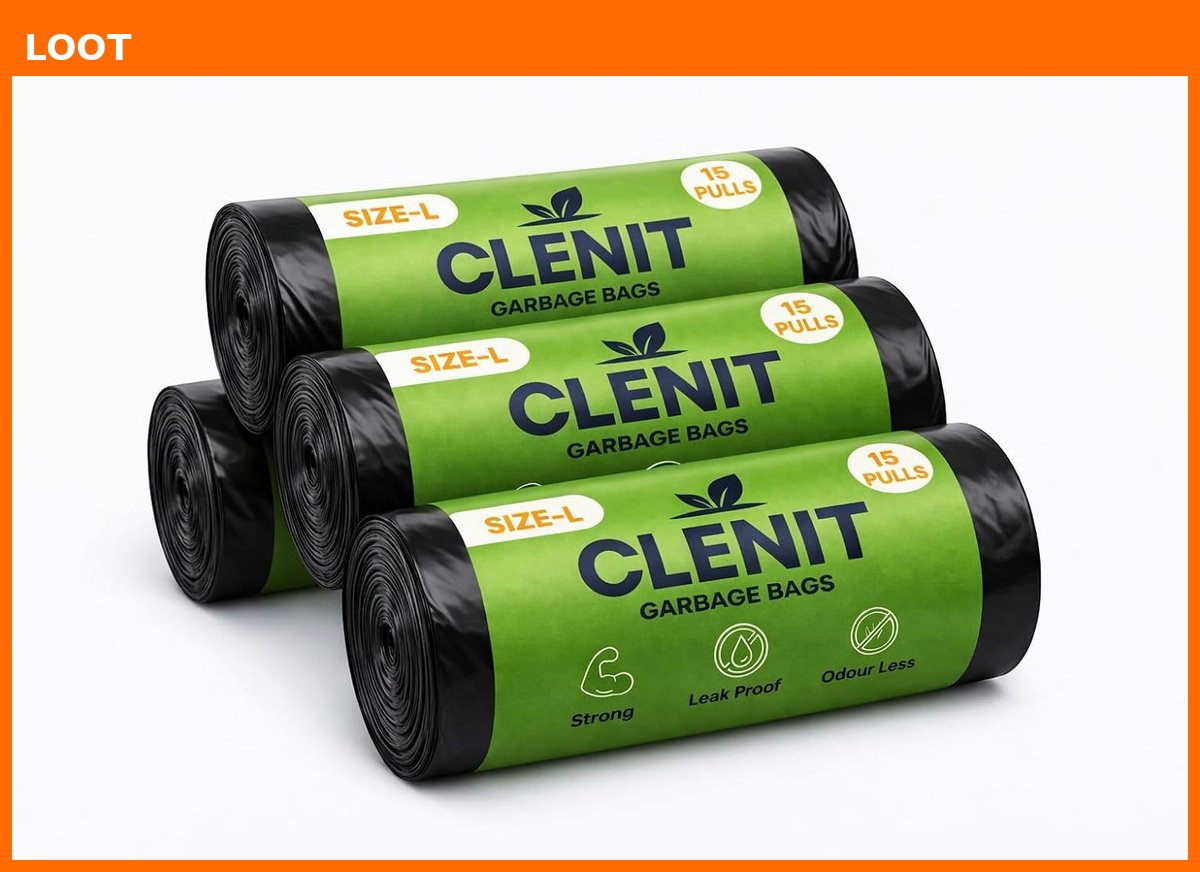 LOOT
SIZE-L
15
PULLS
CLENIT
GARBAGE BAGS
SIZE-L
15
PULLS
CLENIT
GARBAGE BAGS
SIZE-L
15
PULLS
CLENIT
GARBAGE BAGS
Strong
Leak Proof
Odour Less